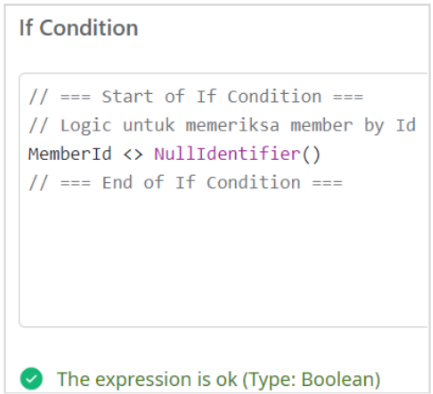 If Condition
// === Start of If Condition ===
// Logic untuk memeriksa member by Id
MemberId <> NullIdentifier()
// === End of If Condition ===
The expression is ok (Type: Boolean)